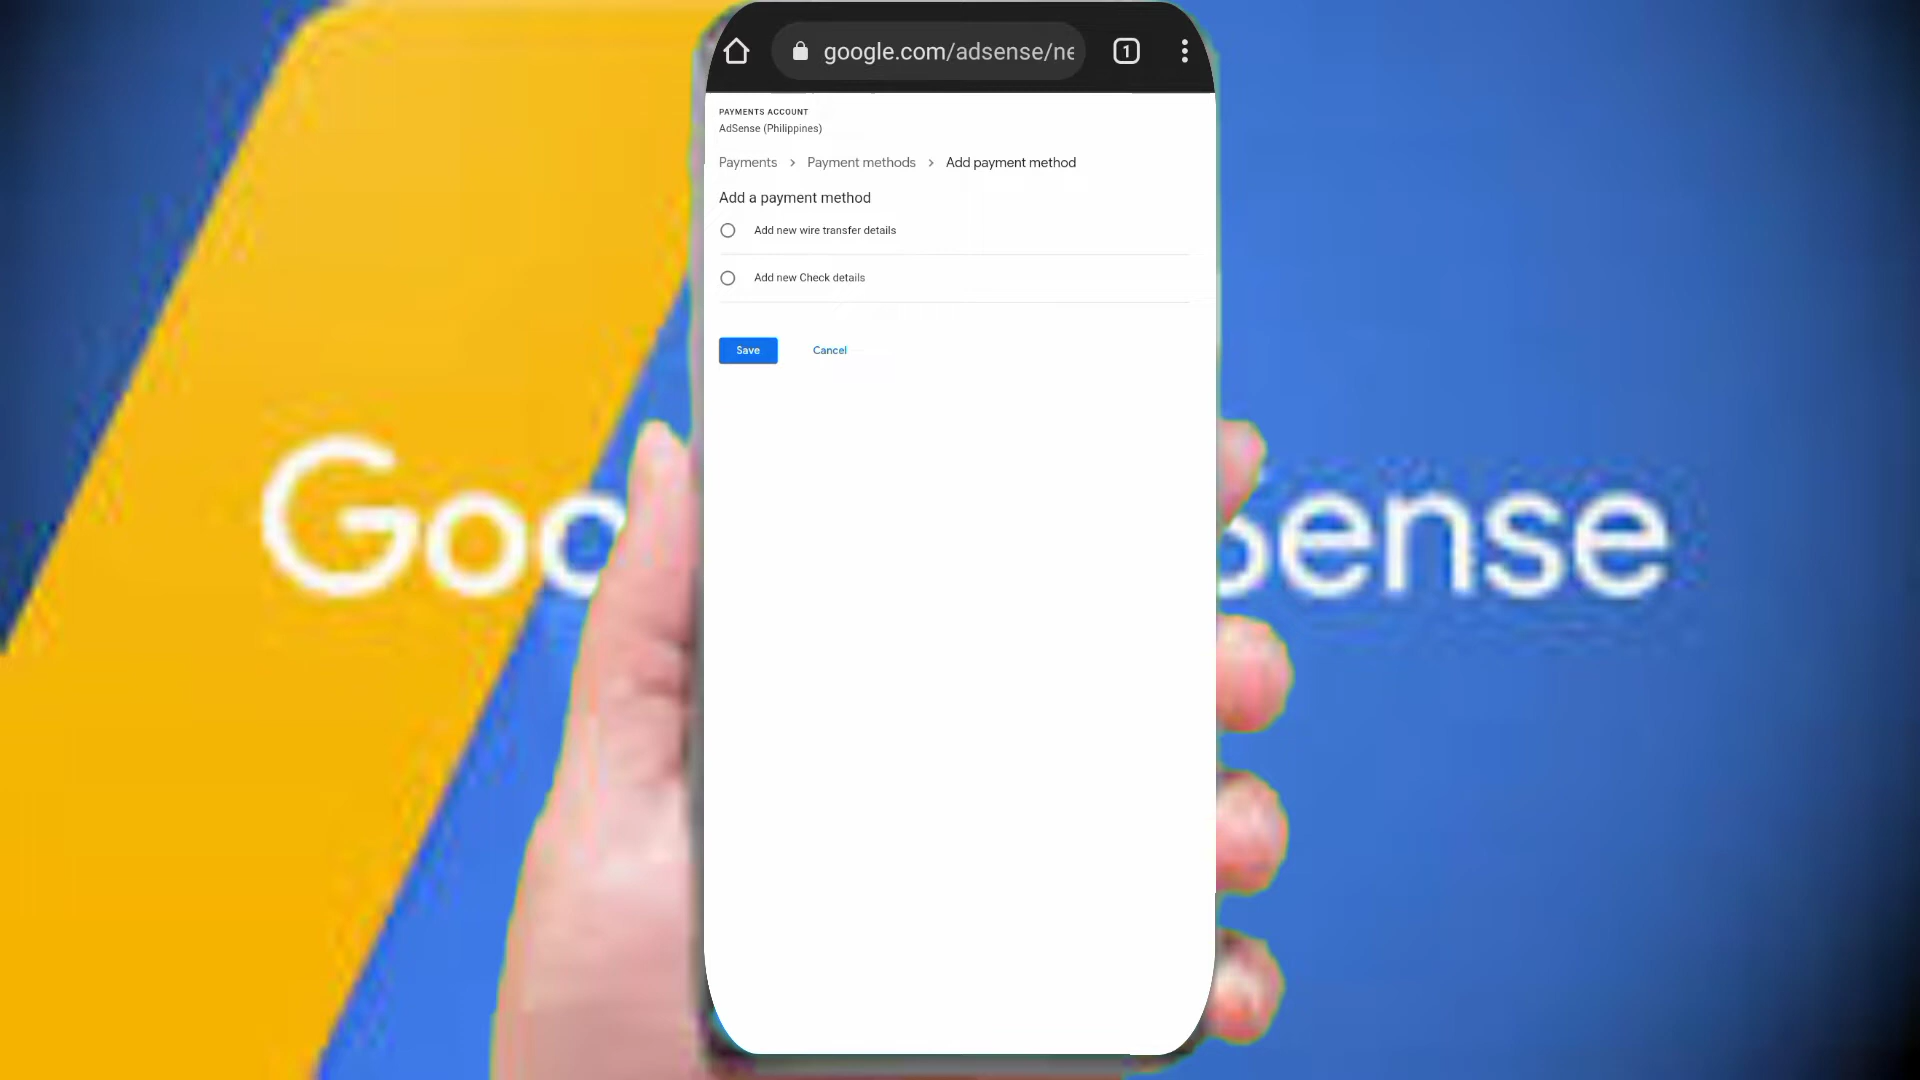 google.com/adsense/ne
1
PAYMENTS ACCOUNT
AdSense (Philippines)
Payments > Payment methods > Add payment method
Add a payment method
Add new wire transfer details
Add new Check details
Save Cancel
Goo Sense